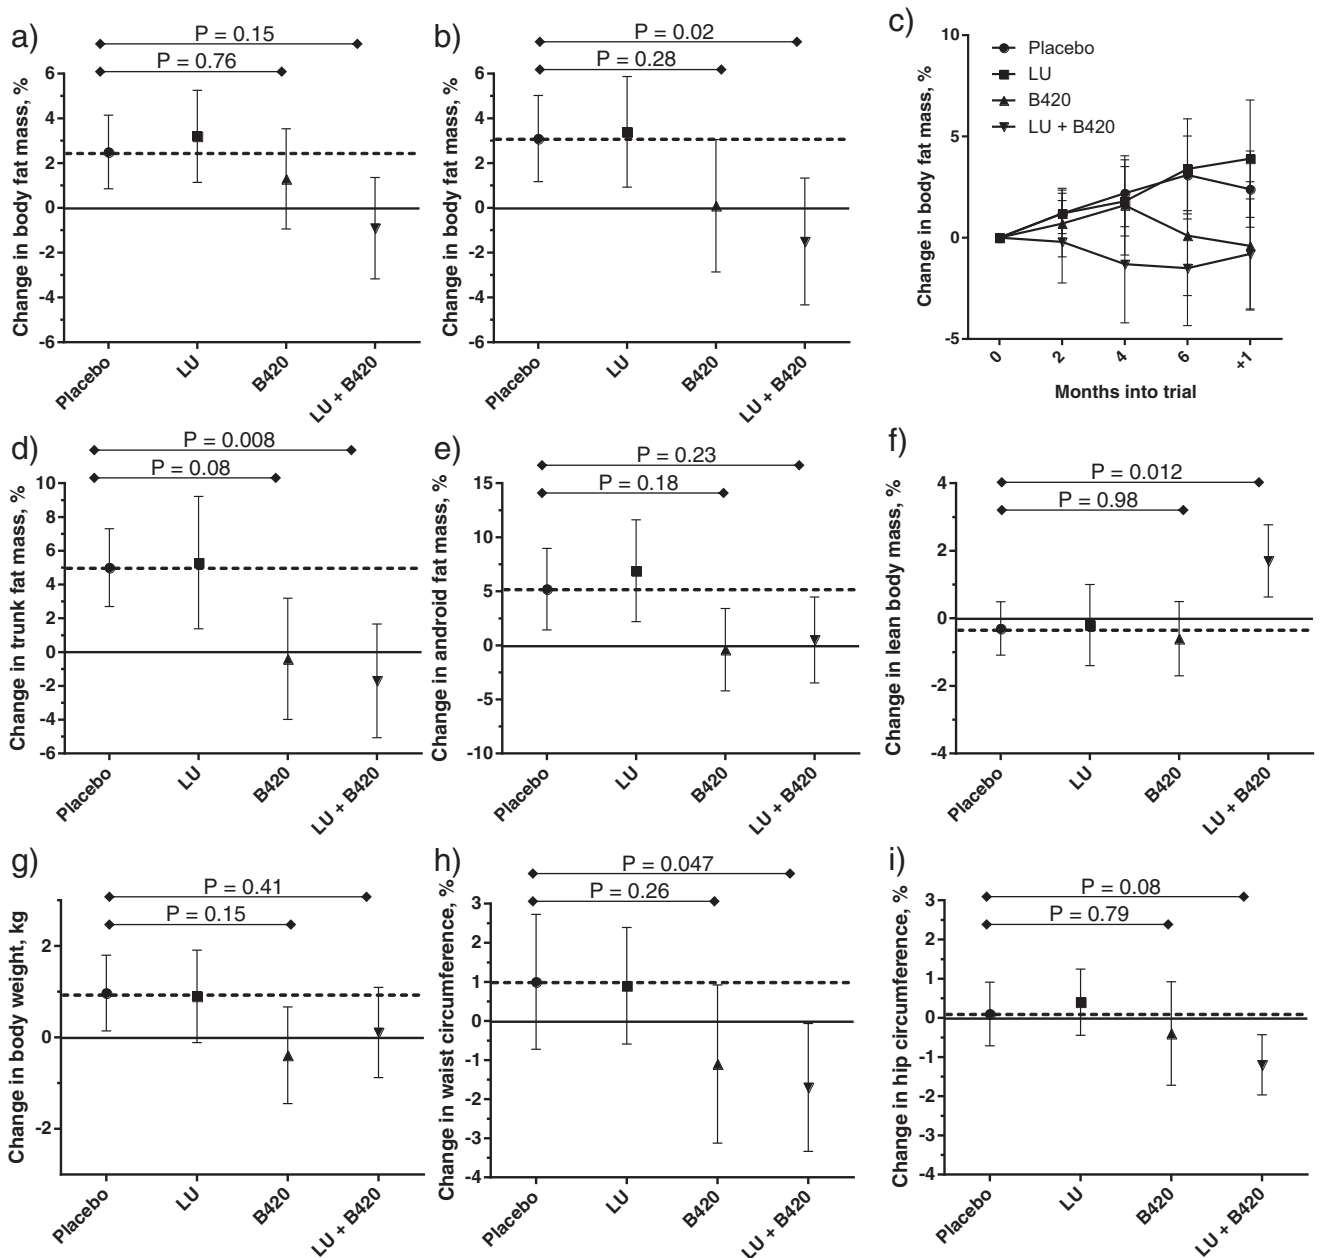 a)
P = 0.15
P = 0.76
Change in body fat mass, %
6
4
2
0
-2
-4
-6
Placebo
LU
B420
LU + B420
b)
P = 0.02
P = 0.28
Change in body fat mass, %
6
4
2
0
-2
-4
-6
Placebo
LU
B420
LU + B420
c)
Change in body fat mass, %
10
5
0
-5
Placebo
LU
B420
LU + B420
0
2
4
6
+1
Months into trial
d)
P = 0.008
P = 0.08
Change in trunk fat mass, %
10
8
6
4
2
0
-2
-4
-6
Placebo
LU
B420
LU + B420
e)
P = 0.23
P = 0.18
Change in android fat mass, %
15
10
5
0
-5
-10
Placebo
LU
B420
LU + B420
f)
P = 0.012
P = 0.98
Change in lean body mass, %
4
2
0
-2
-4
Placebo
LU
B420
LU + B420
g)
P = 0.41
P = 0.15
Change in body weight, kg
2
0
-2
Placebo
LU
B420
LU + B420
h)
P = 0.047
P = 0.26
Change in waist circumference, %
3
2
1
0
-1
-2
-3
-4
Placebo
LU
B420
LU + B420
i)
P = 0.08
P = 0.79
Change in hip circumference, %
3
2
1
0
-1
-2
-3
-4
Placebo
LU
B420
LU + B420